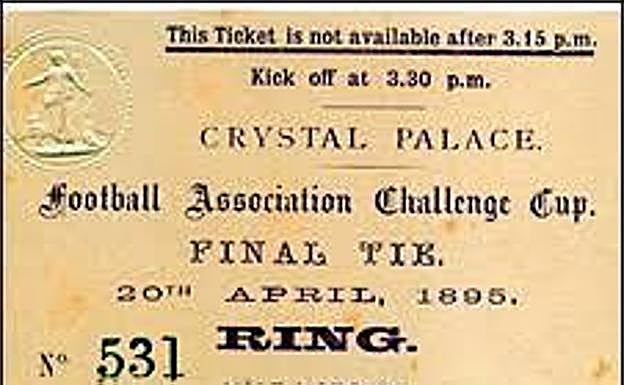 This Ticket is not available after 3.15 p.m.
Kick off at 3.30 p.m.
CRYSTAL PALACE.
Football Association Challenge Cup.
FINAL TIE.
20TH APRIL, 1895.
RING.
No 531